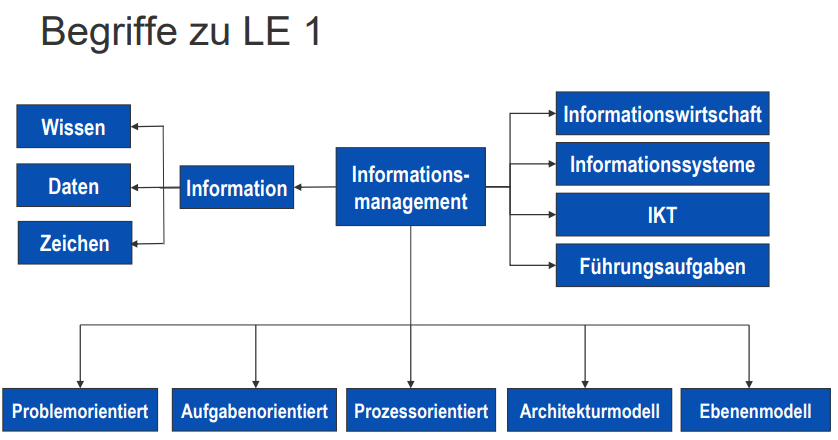 Begriffe zu LE 1
Wissen
Daten
Zeichen
Information
Informations-
management
Informationswirtschaft
Informationssysteme
IKT
Führungsaufgaben
Problemorientiert
Aufgabenorientiert
Prozessorientiert
Architekturmodell
Ebenenmodell